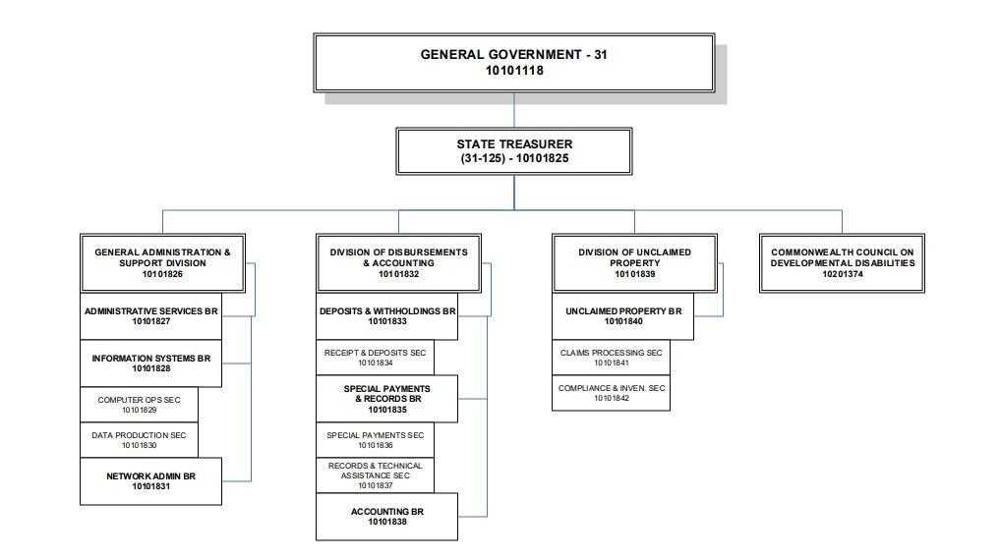 GENERAL GOVERNMENT - 31
10101118
STATE TREASURER
(31-125) - 10101825
GENERAL ADMINISTRATION &
SUPPORT DIVISION
10101826
ADMINISTRATIVE SERVICES BR
10101827
INFORMATION SYSTEMS BR
10101828
COMPUTER OPS SEC
10101829
DATA PRODUCTION SEC
10101830
NETWORK ADMIN BR
10101831
DIVISION OF DISBURSEMENTS
& ACCOUNTING
10101832
DEPOSITS & WITHHOLDINGS BR
10101833
RECEIPT & DEPOSITS SEC
10101834
SPECIAL PAYMENTS
& RECORDS BR
10101835
SPECIAL PAYMENTS SEC
10101836
RECORDS & TECHNICAL
ASSISTANCE SEC
10101837
ACCOUNTING BR
10101838
DIVISION OF UNCLAIMED
PROPERTY
10101839
UNCLAIMED PROPERTY BR
10101840
CLAIMS PROCESSING SEC
10101841
COMPLIANCE & INVEN. SEC
10101842
COMMONWEALTH COUNCIL ON
DEVELOPMENTAL DISABILITIES
10201374